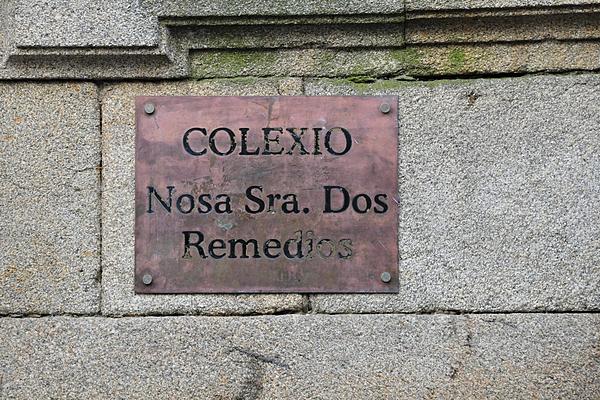 COLEXIO
Nosa Sra. Dos
Remedios